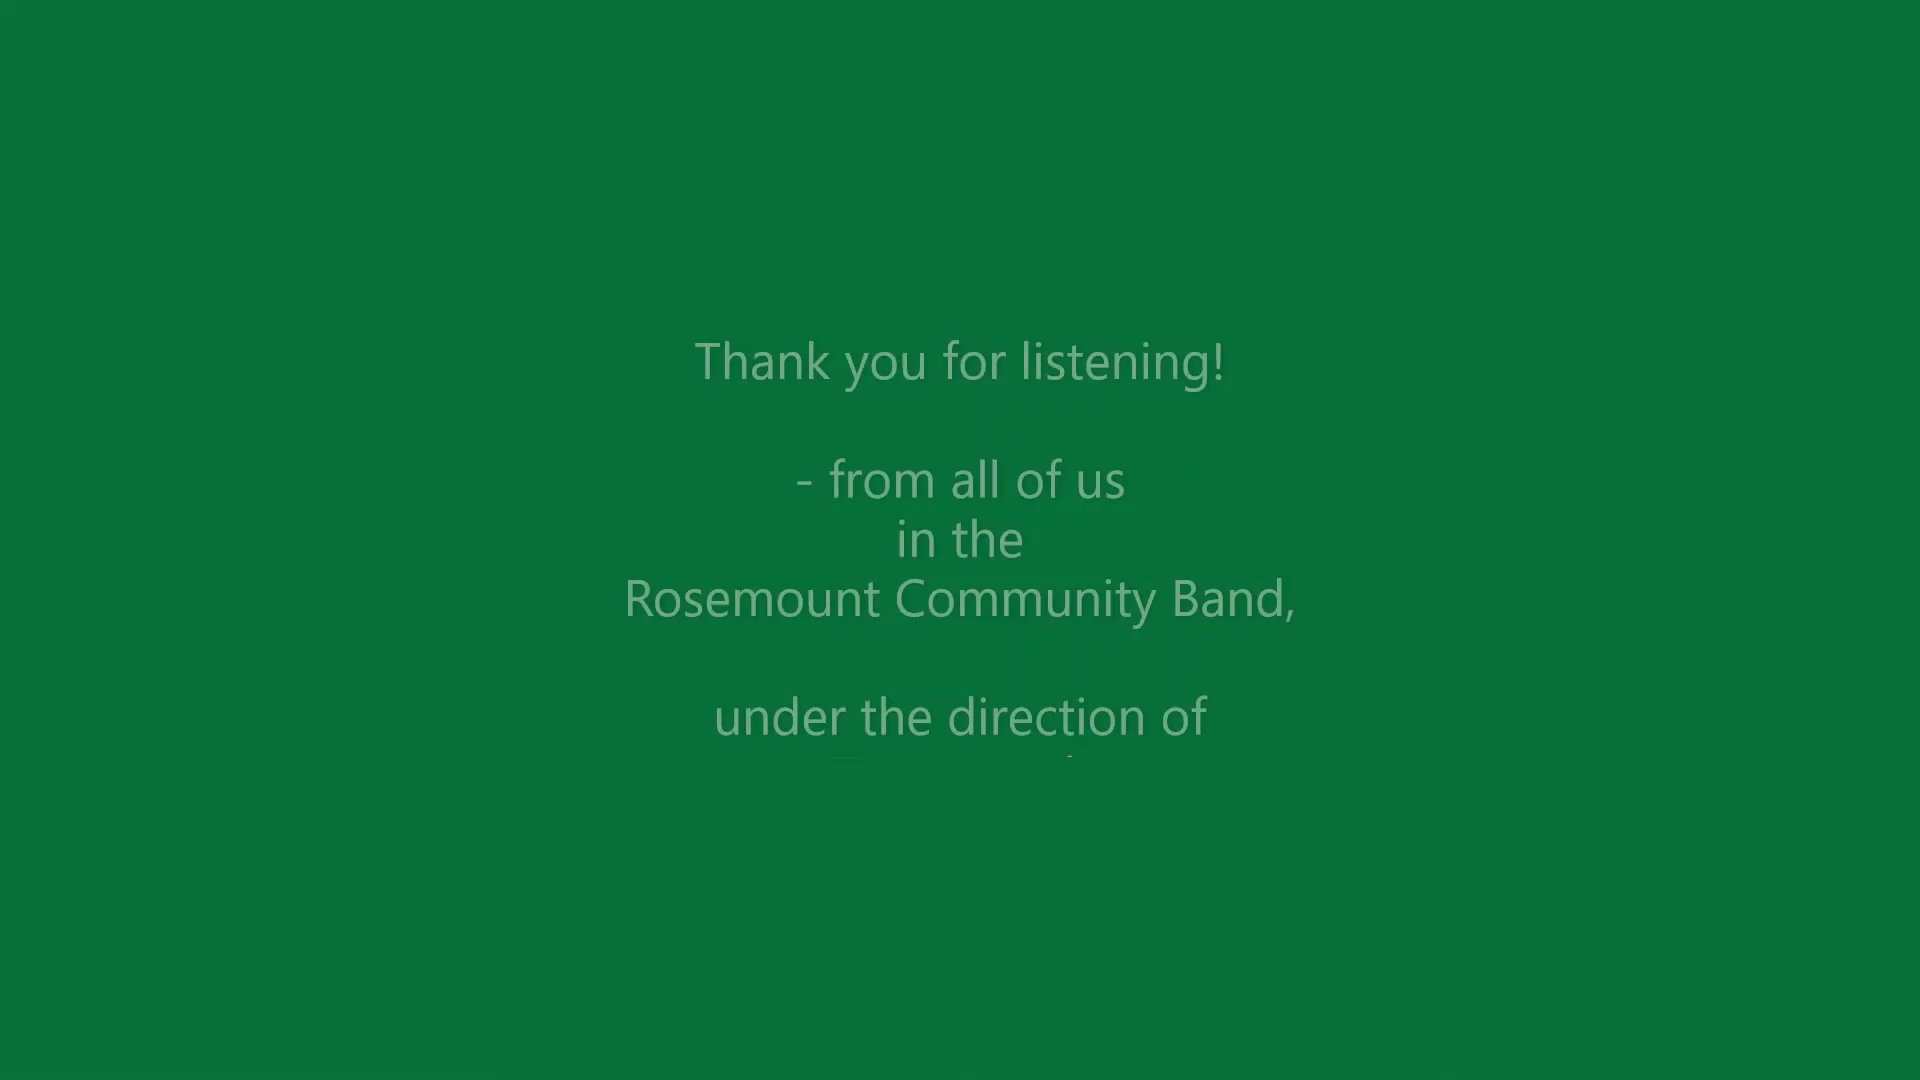 Thank you for listening!
- from all of us
in the
Rosemount Community Band,
under the direction of